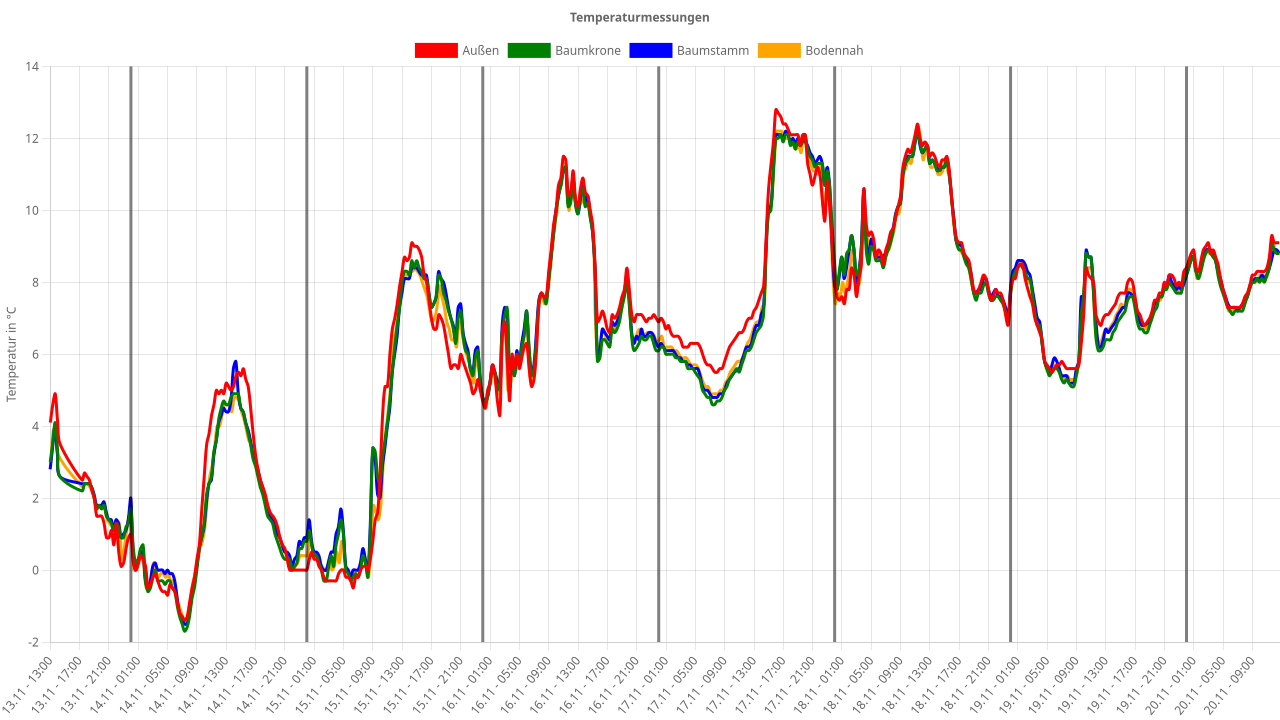 Temperaturmessungen
Außen Baumkrone Baumstamm Bodennah
Temperatur in °C
14
12
10
8
6
4
2
0
-2
13.11 - 13:00
13.11 - 17:00
13.11 - 21:00
14.11 - 01:00
14.11 - 05:00
14.11 - 09:00
14.11 - 13:00
14.11 - 17:00
14.11 - 21:00
15.11 - 01:00
15.11 - 05:00
15.11 - 09:00
15.11 - 13:00
15.11 - 17:00
15.11 - 21:00
16.11 - 01:00
16.11 - 05:00
16.11 - 09:00
16.11 - 13:00
16.11 - 17:00
16.11 - 21:00
17.11 - 01:00
17.11 - 05:00
17.11 - 09:00
17.11 - 13:00
17.11 - 17:00
17.11 - 21:00
18.11 - 01:00
18.11 - 05:00
18.11 - 09:00
18.11 - 13:00
18.11 - 17:00
18.11 - 21:00
19.11 - 01:00
19.11 - 05:00
19.11 - 09:00
19.11 - 13:00
19.11 - 17:00
19.11 - 21:00
20.11 - 01:00
20.11 - 05:00
20.11 - 09:00